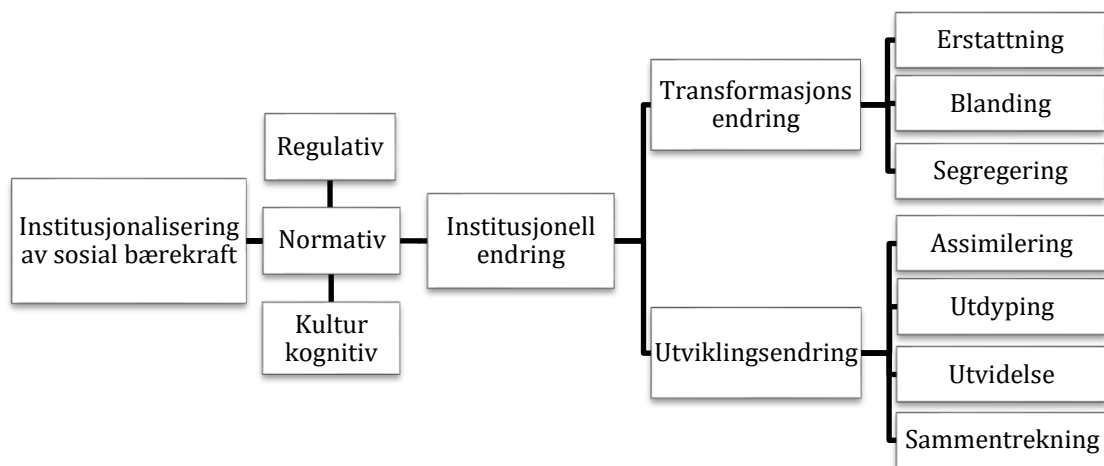 Institusjonalisering
av sosial bærekraft
Regulativ
Normativ
Kultur
kognitiv
Institusjonell
endring
Transformasjons
endring
Utviklingsendring
Erstattning
Blanding
Segregering
Assimilering
Utdyping
Utvidelse
Sammentrekning